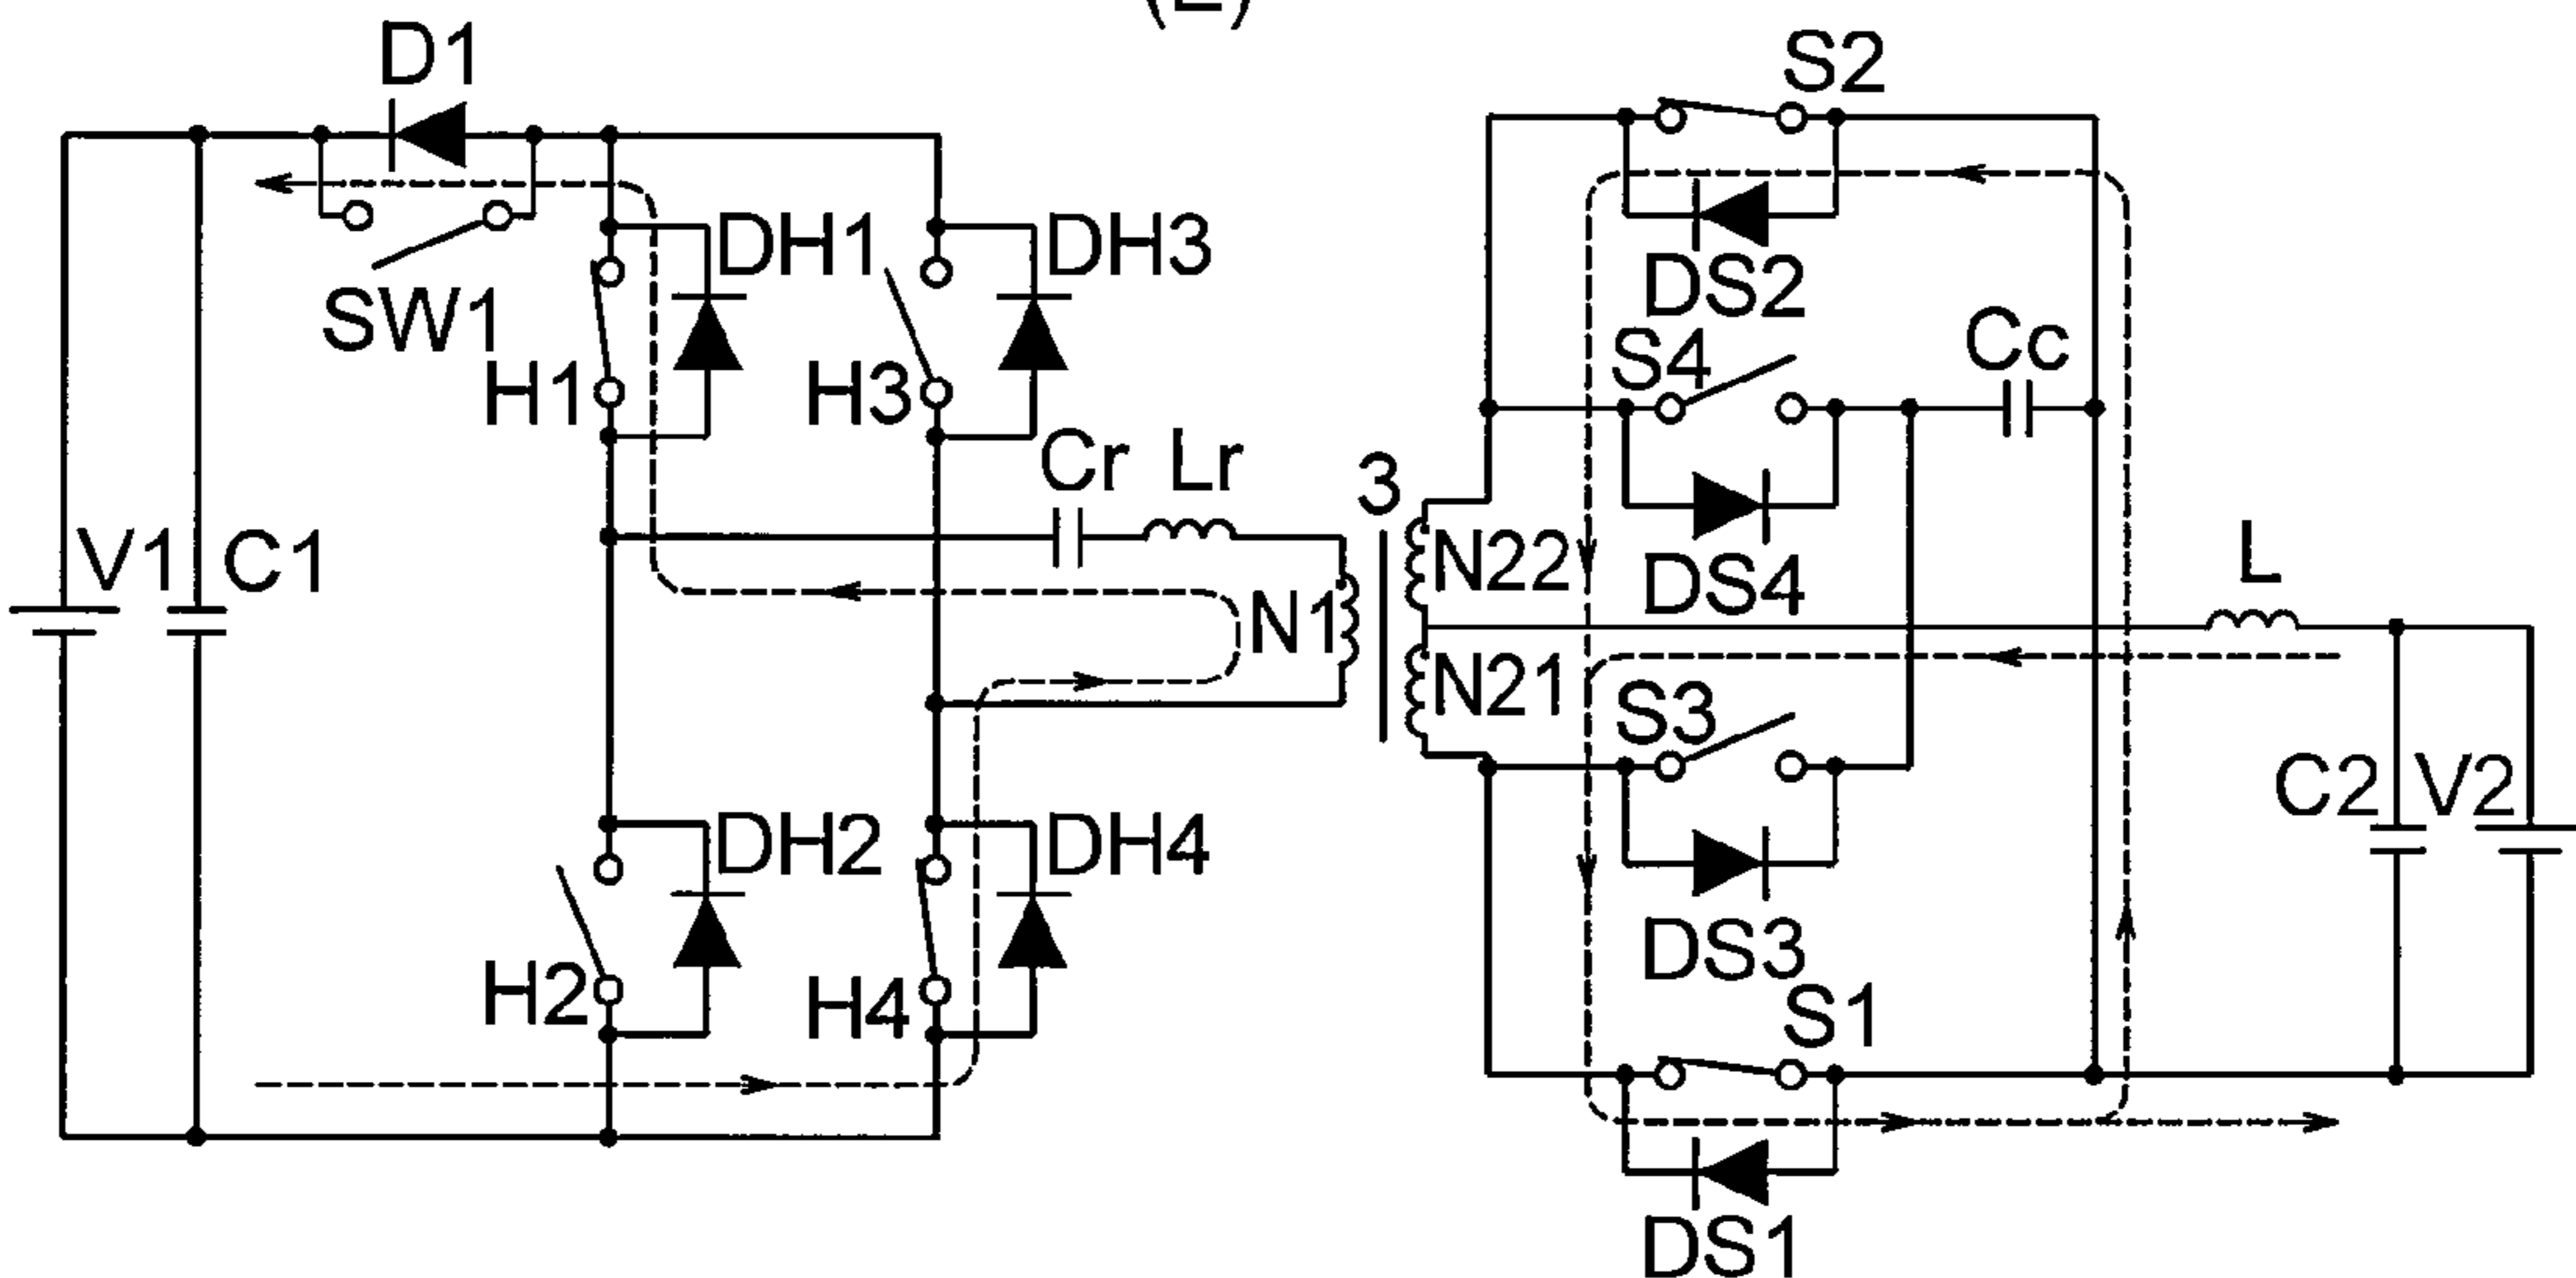 (E)
D1
S2
DH1
DH3
DS2
SW1
S4
Cc
H1
H3
Cr
Lr
3
V1
C1
N22
L
DS4
N1
N21
S3
C2
V2
DH2
DH4
DS3
H2
H4
S1
DS1